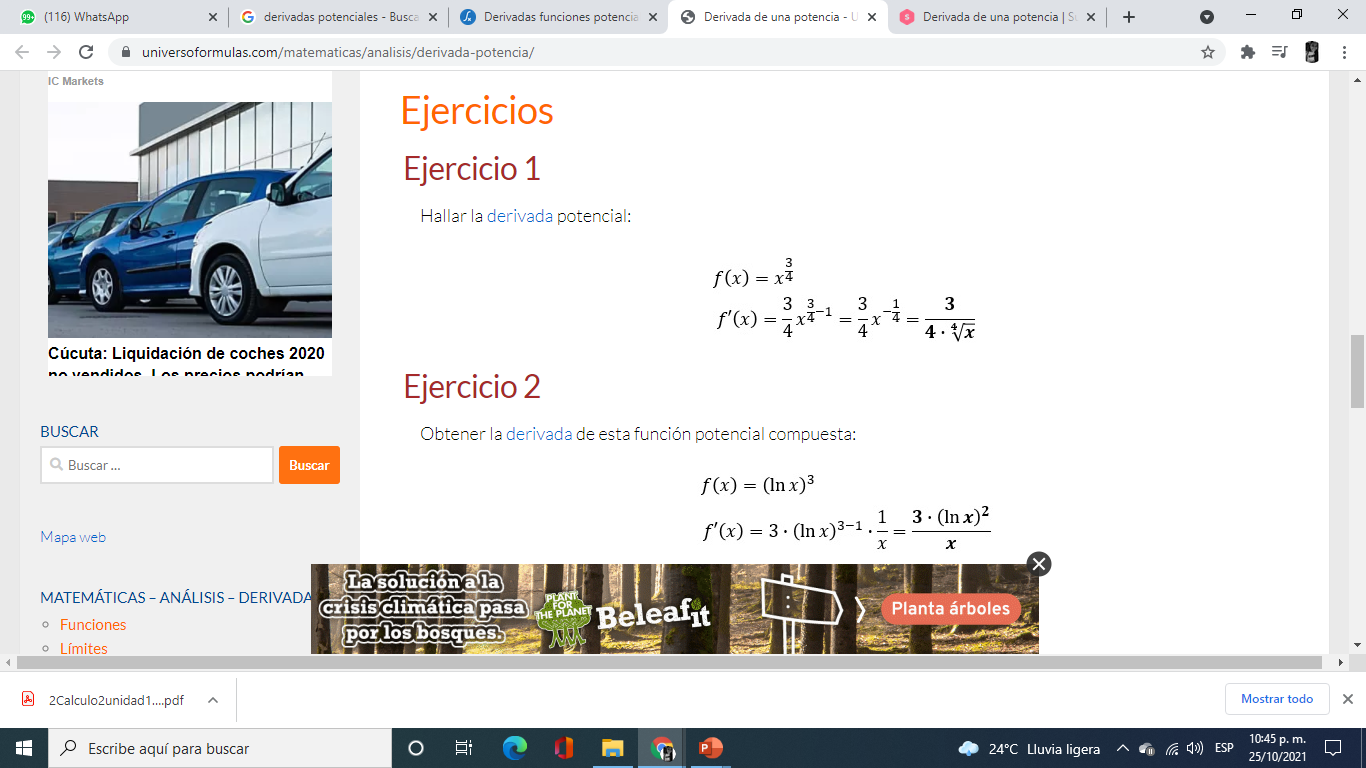 (116) WhatsApp
derivadas potenciales - Busca
Derivadas funciones potencia
Derivada de una potencia - U
Derivada de una potencia | Su
universoformulas.com/matematicas/analisis/derivada-potencia/
IC Markets
Cúcuta: Liquidación de coches 2020
no vendidos. Los precios podrían
BUSCAR
Buscar ...
Buscar
Mapa web
MATEMÁTICAS – ANÁLISIS – DERIVADA
Funciones
Límites
Ejercicios
Ejercicio 1
Hallar la derivada potencial:
f(x) = x^(3/4)
f′(x) = 3/4 x^(3/4 −1) = 3/4 x^(−1/4) = 3/(4 · ∜x)
Ejercicio 2
Obtener la derivada de esta función potencial compuesta:
f(x) = (ln x)³
f′(x) = 3 · (ln x)³⁻¹ · 1/x = 3 · (ln x)²/x
La solución a la
crisis climática pasa
por los bosques.
PLANT
FOR
THE PLANET
Beleafit
Planta árboles
2Calculo2unidad1....pdf
Mostrar todo
Escribe aquí para buscar
24°C Lluvia ligera
ESP
10:45 p. m.
25/10/2021